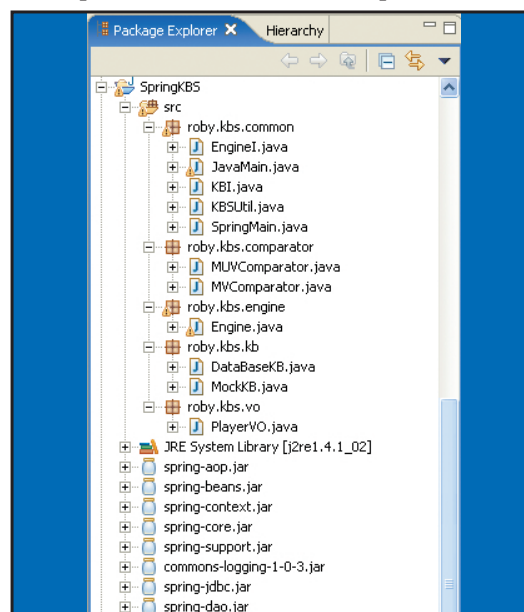 Package Explorer
Hierarchy
SpringKBS
src
roby.kbs.common
EngineI.java
JavaMain.java
KBI.java
KBSUtil.java
SpringMain.java
roby.kbs.comparator
MUVComparator.java
MVComparator.java
roby.kbs.engine
Engine.java
roby.kbs.kb
DataBaseKB.java
MockKB.java
roby.kbs.vo
PlayerVO.java
JRE System Library [j2re1.4.1_02]
spring-aop.jar
spring-beans.jar
spring-context.jar
spring-core.jar
spring-support.jar
commons-logging-1-0-3.jar
spring-jdbc.jar
spring-dao.jar